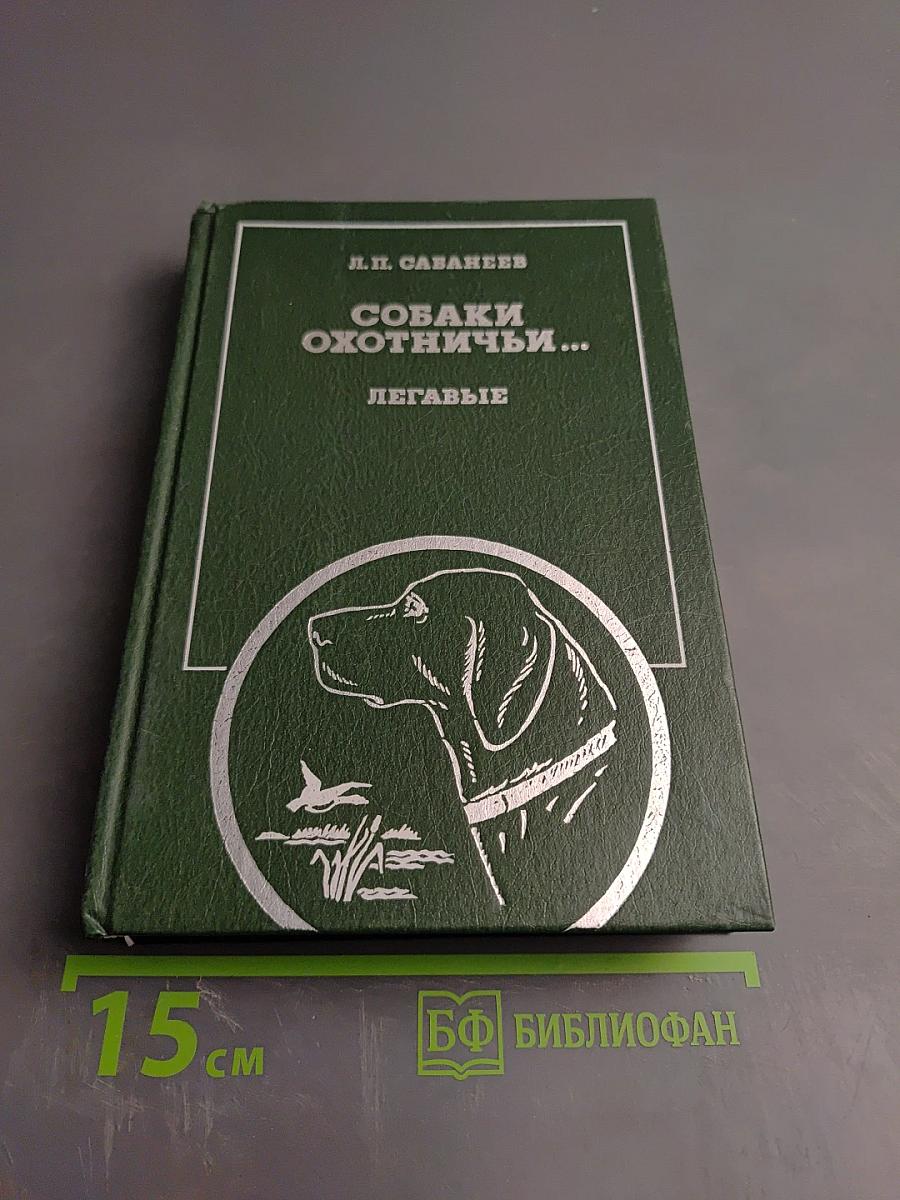 Л.П. САБАНЕЕВ
СОБАКИ
ОХОТНИЧЬИ...
ЛЕГАВЫЕ
15 см
БФ БИБЛИОФАН